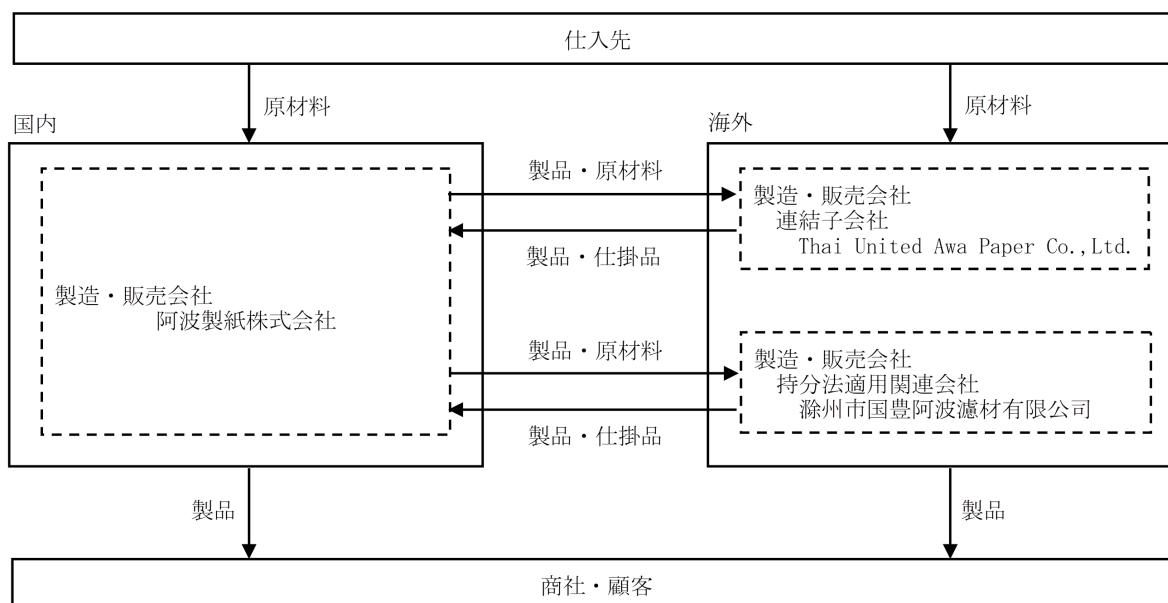 仕入先
原材料
原材料
国内
海外
製造・販売会社
阿波製紙株式会社
製品・原材料
製品・仕掛品
製品・原材料
製品・仕掛品
製造・販売会社
連結子会社
Thai United Awa Paper Co.,Ltd.
製造・販売会社
持分法適用関連会社
滁州市国豊阿波濾材有限公司
製品
製品
商社・顧客